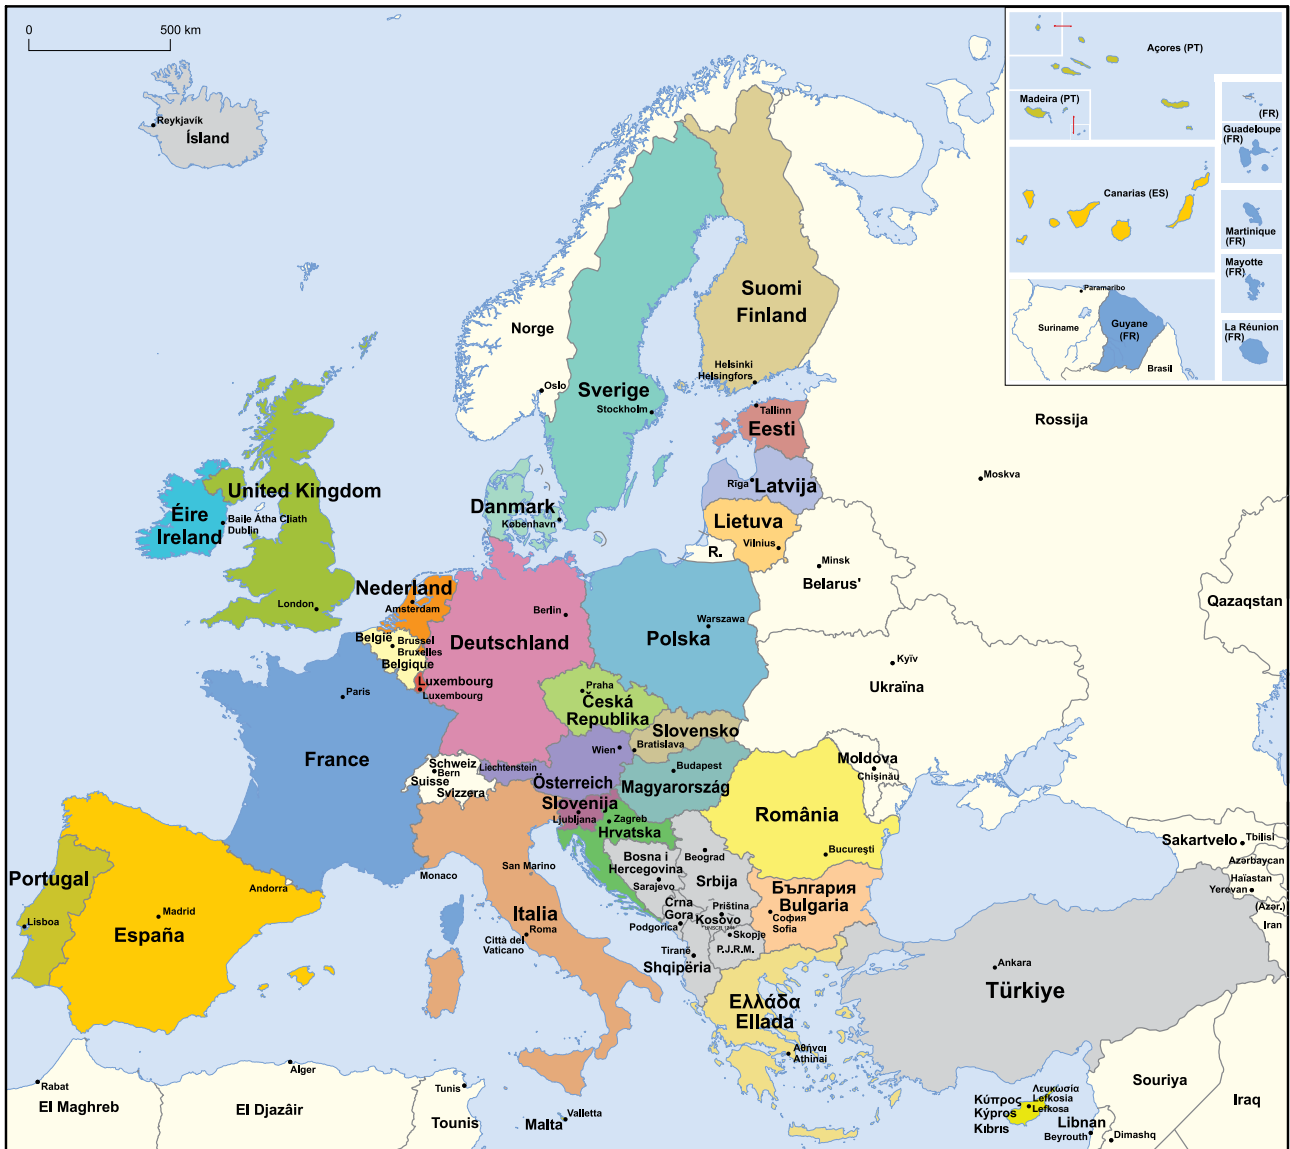 0 500 km
Reykjavík
Ísland
Açores (PT)
Madeira (PT)
(FR)
Guadeloupe
(FR)
Canarias (ES)
Martinique
(FR)
Mayotte
(FR)
Paramaribo
Suriname
Guyane
(FR)
Brasil
La Réunion
(FR)
Suomi
Finland
Helsinki
Helsingfors
Norge
Oslo
Sverige
Stockholm
Tallinn
Eesti
Rossija
Moskva
Rīga
Latvija
Lietuva
Vilnius
R.
Minsk
Belarus'
Danmark
København
United Kingdom
London
Éire
Ireland
Baile Átha Cliath
Dublin
Nederland
Amsterdam
België
Brussel
Bruxelles
Belgique
Luxembourg
Luxembourg
Deutschland
Berlin
Polska
Warszawa
Qazaqstan
Kyïv
Ukraïna
Paris
France
Praha
Česká
Republika
Slovensko
Bratislava
Wien
Österreich
Liechtenstein
Schweiz
Bern
Suisse
Svizzera
Budapest
Magyarország
Moldova
Chişinău
România
Bucureşti
Slovenija
Ljubljana
Zagreb
Hrvatska
Bosna i
Hercegovina
Sarajevo
Beograd
Srbija
Crna
Gora
Podgorica
Priština
Kosovo
Skopje
P.J.R.M.
Tiranë
Shqipëria
България
Bulgaria
София
Sofia
San Marino
Monaco
Italia
Roma
Città del
Vaticano
Andorra
Portugal
Lisboa
Madrid
España
Sakartvelo
Tbilisi
Azərbaycan
Haïastan
Yerevan
(Azər.)
Iran
Ankara
Türkiye
Ελλάδα
Ellada
Αθήναι
Athinai
Rabat
El Maghreb
Alger
El Djazâir
Tunis
Tounis
Malta
Valletta
Κύπρος
Kýpros
Kıbrıs
Λευκωσία
Lefkosia
Lefkosa
Libnan
Beyrouth
Dimashq
Souriya
Iraq